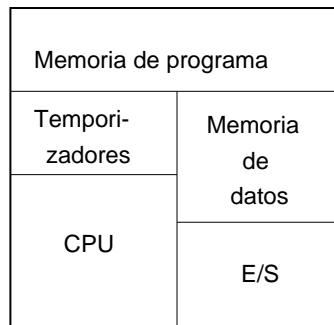 Memoria de programa
Tempori-
zadores
Memoria
de
datos
CPU
E/S